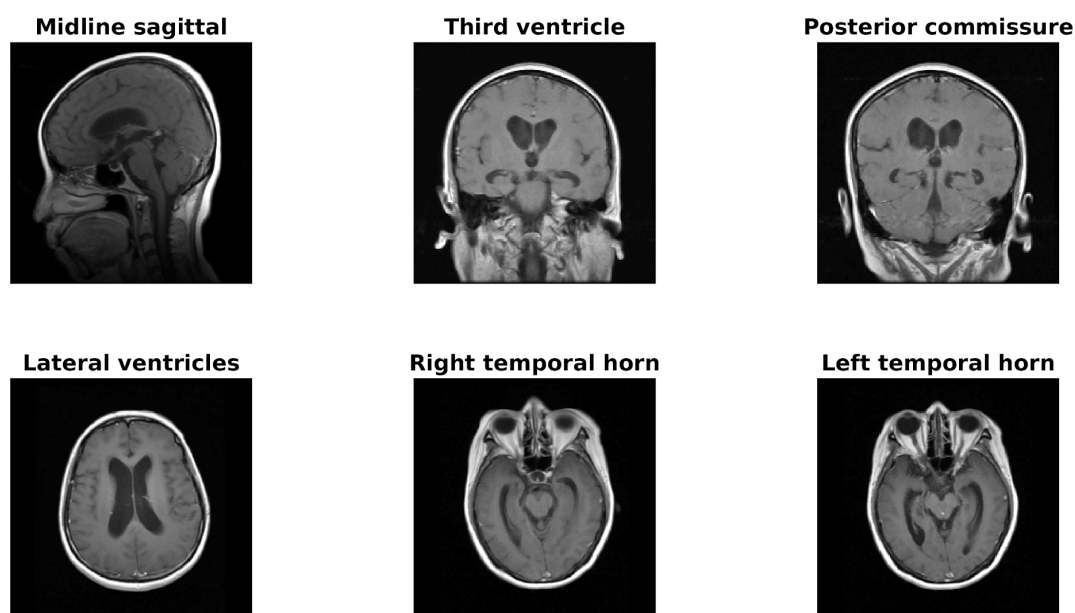 Midline sagittal
Third ventricle
Posterior commissure
Lateral ventricles
Right temporal horn
Left temporal horn